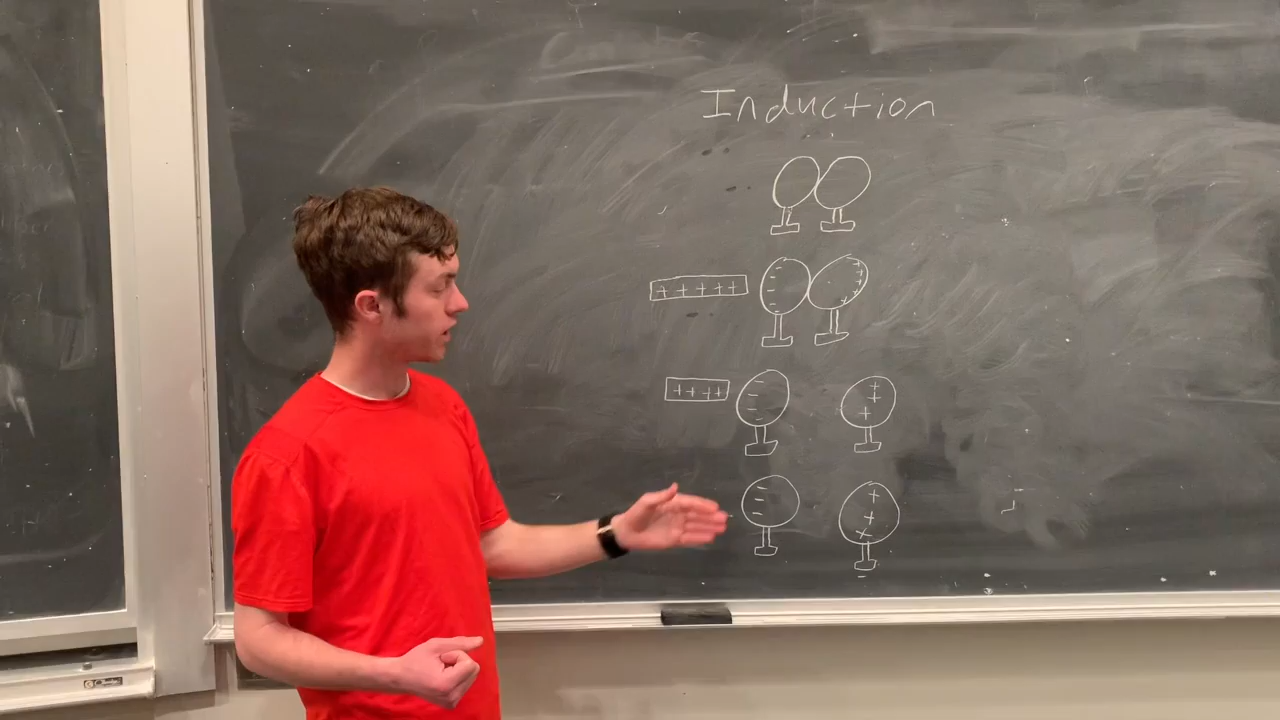 Induction
+ + + + +
- - - - + + + + +
+ + + +
- - - - + + +
- - - + + +